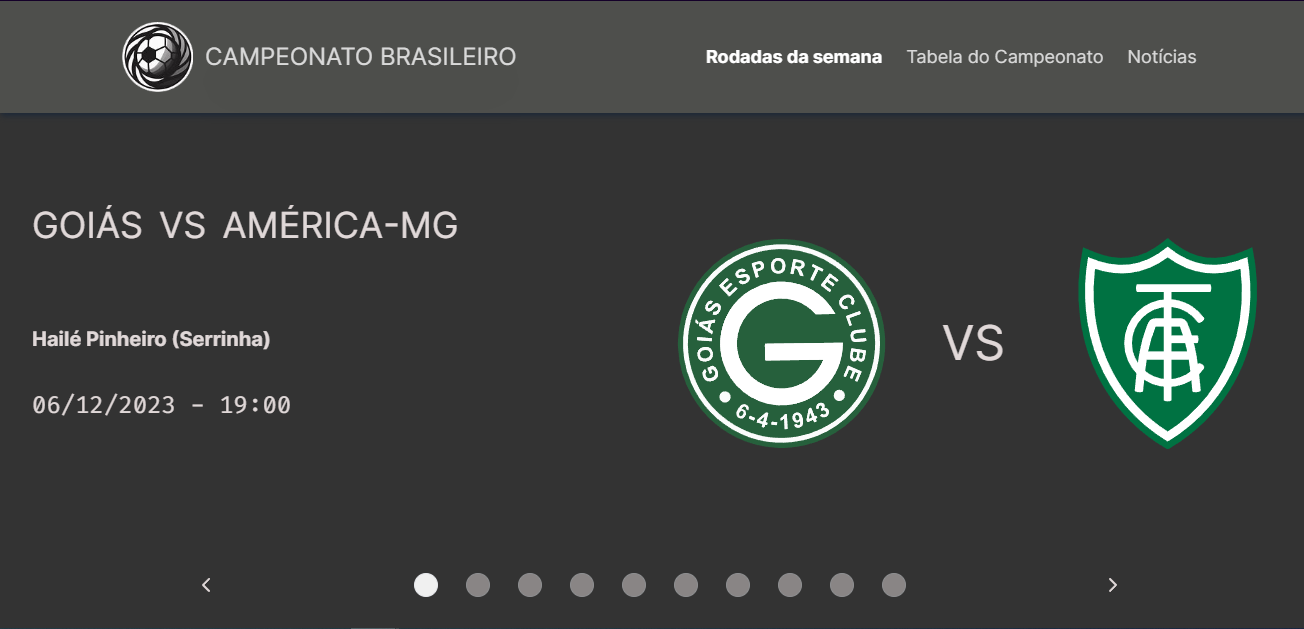 CAMPEONATO BRASILEIRO
Rodadas da semana
Tabela do Campeonato
Notícias
GOIÁS VS AMÉRICA-MG
Hailé Pinheiro (Serrinha)
06/12/2023 - 19:00
GOIÁS ESPORTE CLUBE
G
6-4-1943
VS